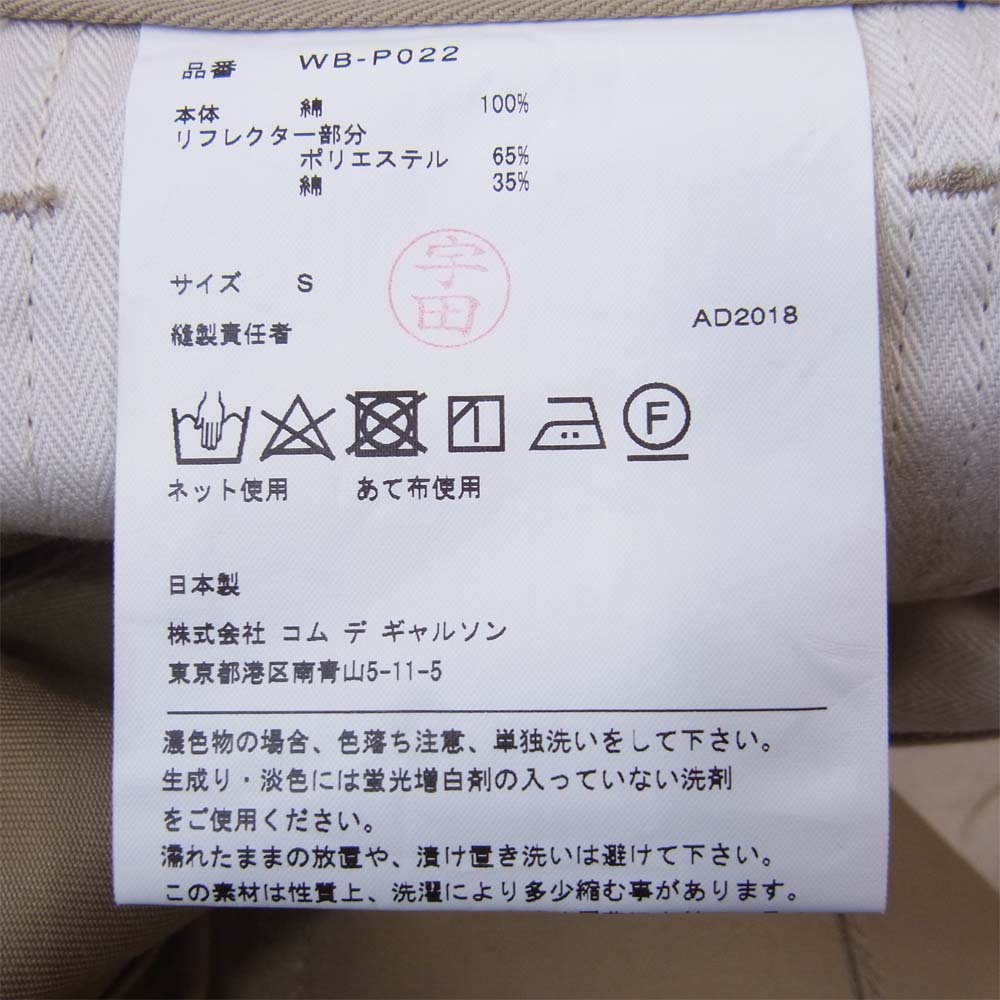 品番 WB-P022
本体 綿 100%
リフレクター部分
ポリエステル 65%
綿 35%
宇田
サイズ S
縫製責任者
AD2018
F
ネット使用 あて布使用
日本製
株式会社 コム デ ギャルソン
東京都港区南青山5-11-5
濃色物の場合、色落ち注意、単独洗いをして下さい。
生成り・淡色には蛍光増白剤の入っていない洗剤
をご使用ください。
濡れたままの放置や、漬け置き洗いは避けて下さい。
この素材は性質上、洗濯により多少縮む事があります。